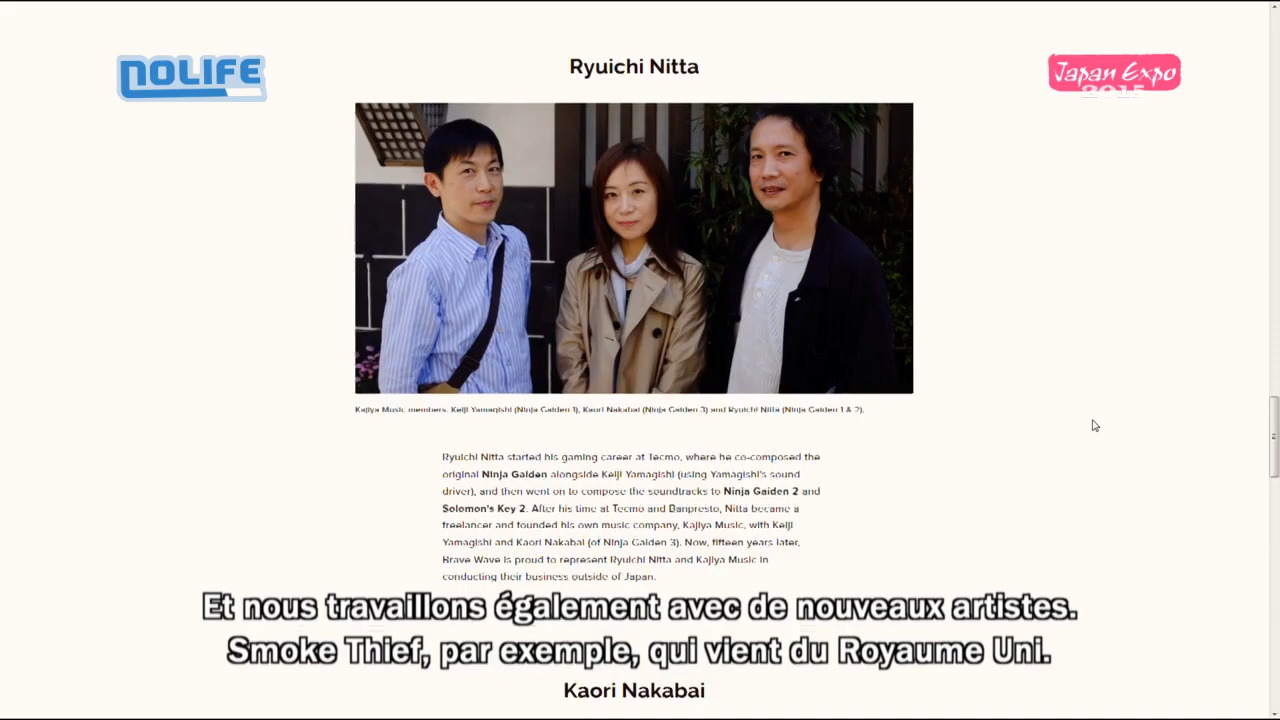 NOLIFE
Japan Expo
2015
Ryuichi Nitta
Kajiya Music members: Keiji Yamagishi (Ninja Gaiden 1), Kaori Nakabai (Ninja Gaiden 3) and Ryuichi Nitta (Ninja Gaiden 1 & 2).
Ryuichi Nitta started his gaming career at Tecmo, where he co-composed the
original Ninja Gaiden alongside Keiji Yamagishi (using Yamagishi's sound
driver), and then went on to compose the soundtracks to Ninja Gaiden 2 and
Solomon's Key 2. After his time at Tecmo and Banpresto, Nitta became a
freelancer and founded his own music company, Kajiya Music, with Keiji
Yamagishi and Kaori Nakabai (of Ninja Gaiden 3). Now, fifteen years later,
Brave Wave is proud to represent Ryuichi Nitta and Kajiya Music in
conducting their business outside of Japan.
Et nous travaillons également avec de nouveaux artistes.
Smoke Thief, par exemple, qui vient du Royaume Uni.
Kaori Nakabai